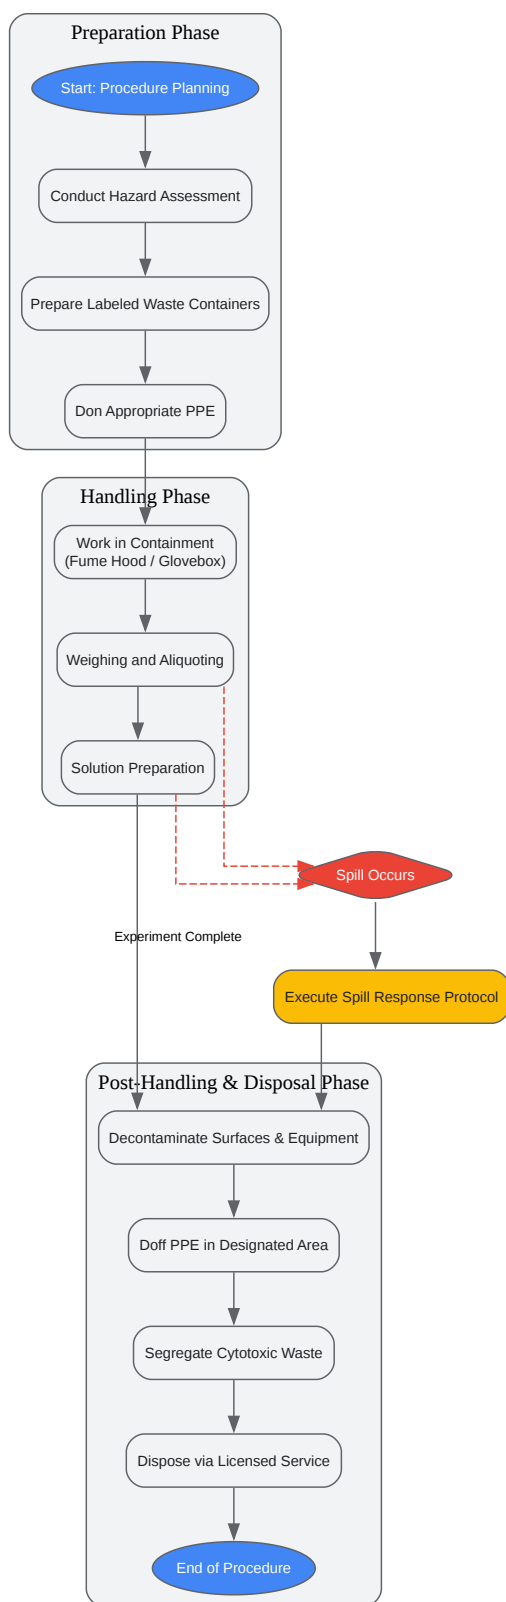 Preparation Phase
Start: Procedure Planning
Conduct Hazard Assessment
Prepare Labeled Waste Containers
Don Appropriate PPE
Handling Phase
Work in Containment
(Fume Hood / Glovebox)
Weighing and Aliquoting
Solution Preparation
Spill Occurs
Experiment Complete
Execute Spill Response Protocol
Post-Handling & Disposal Phase
Decontaminate Surfaces & Equipment
Doff PPE in Designated Area
Segregate Cytotoxic Waste
Dispose via Licensed Service
End of Procedure